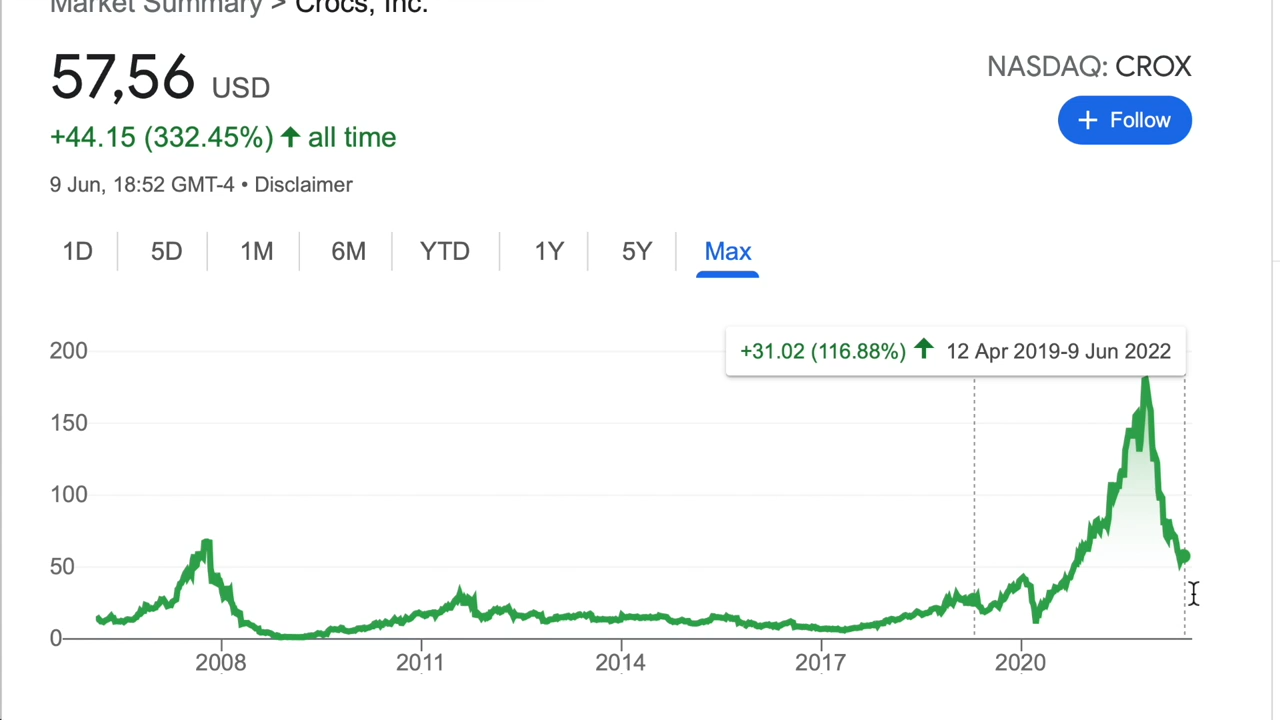 Market Summary > Crocs, Inc.
57,56 USD
NASDAQ: CROX
+ Follow
+44.15 (332.45%) ↑ all time
9 Jun, 18:52 GMT-4 • Disclaimer
1D 5D 1M 6M YTD 1Y 5Y Max
+31.02 (116.88%) ↑ 12 Apr 2019-9 Jun 2022
200
150
100
50
0
2008 2011 2014 2017 2020